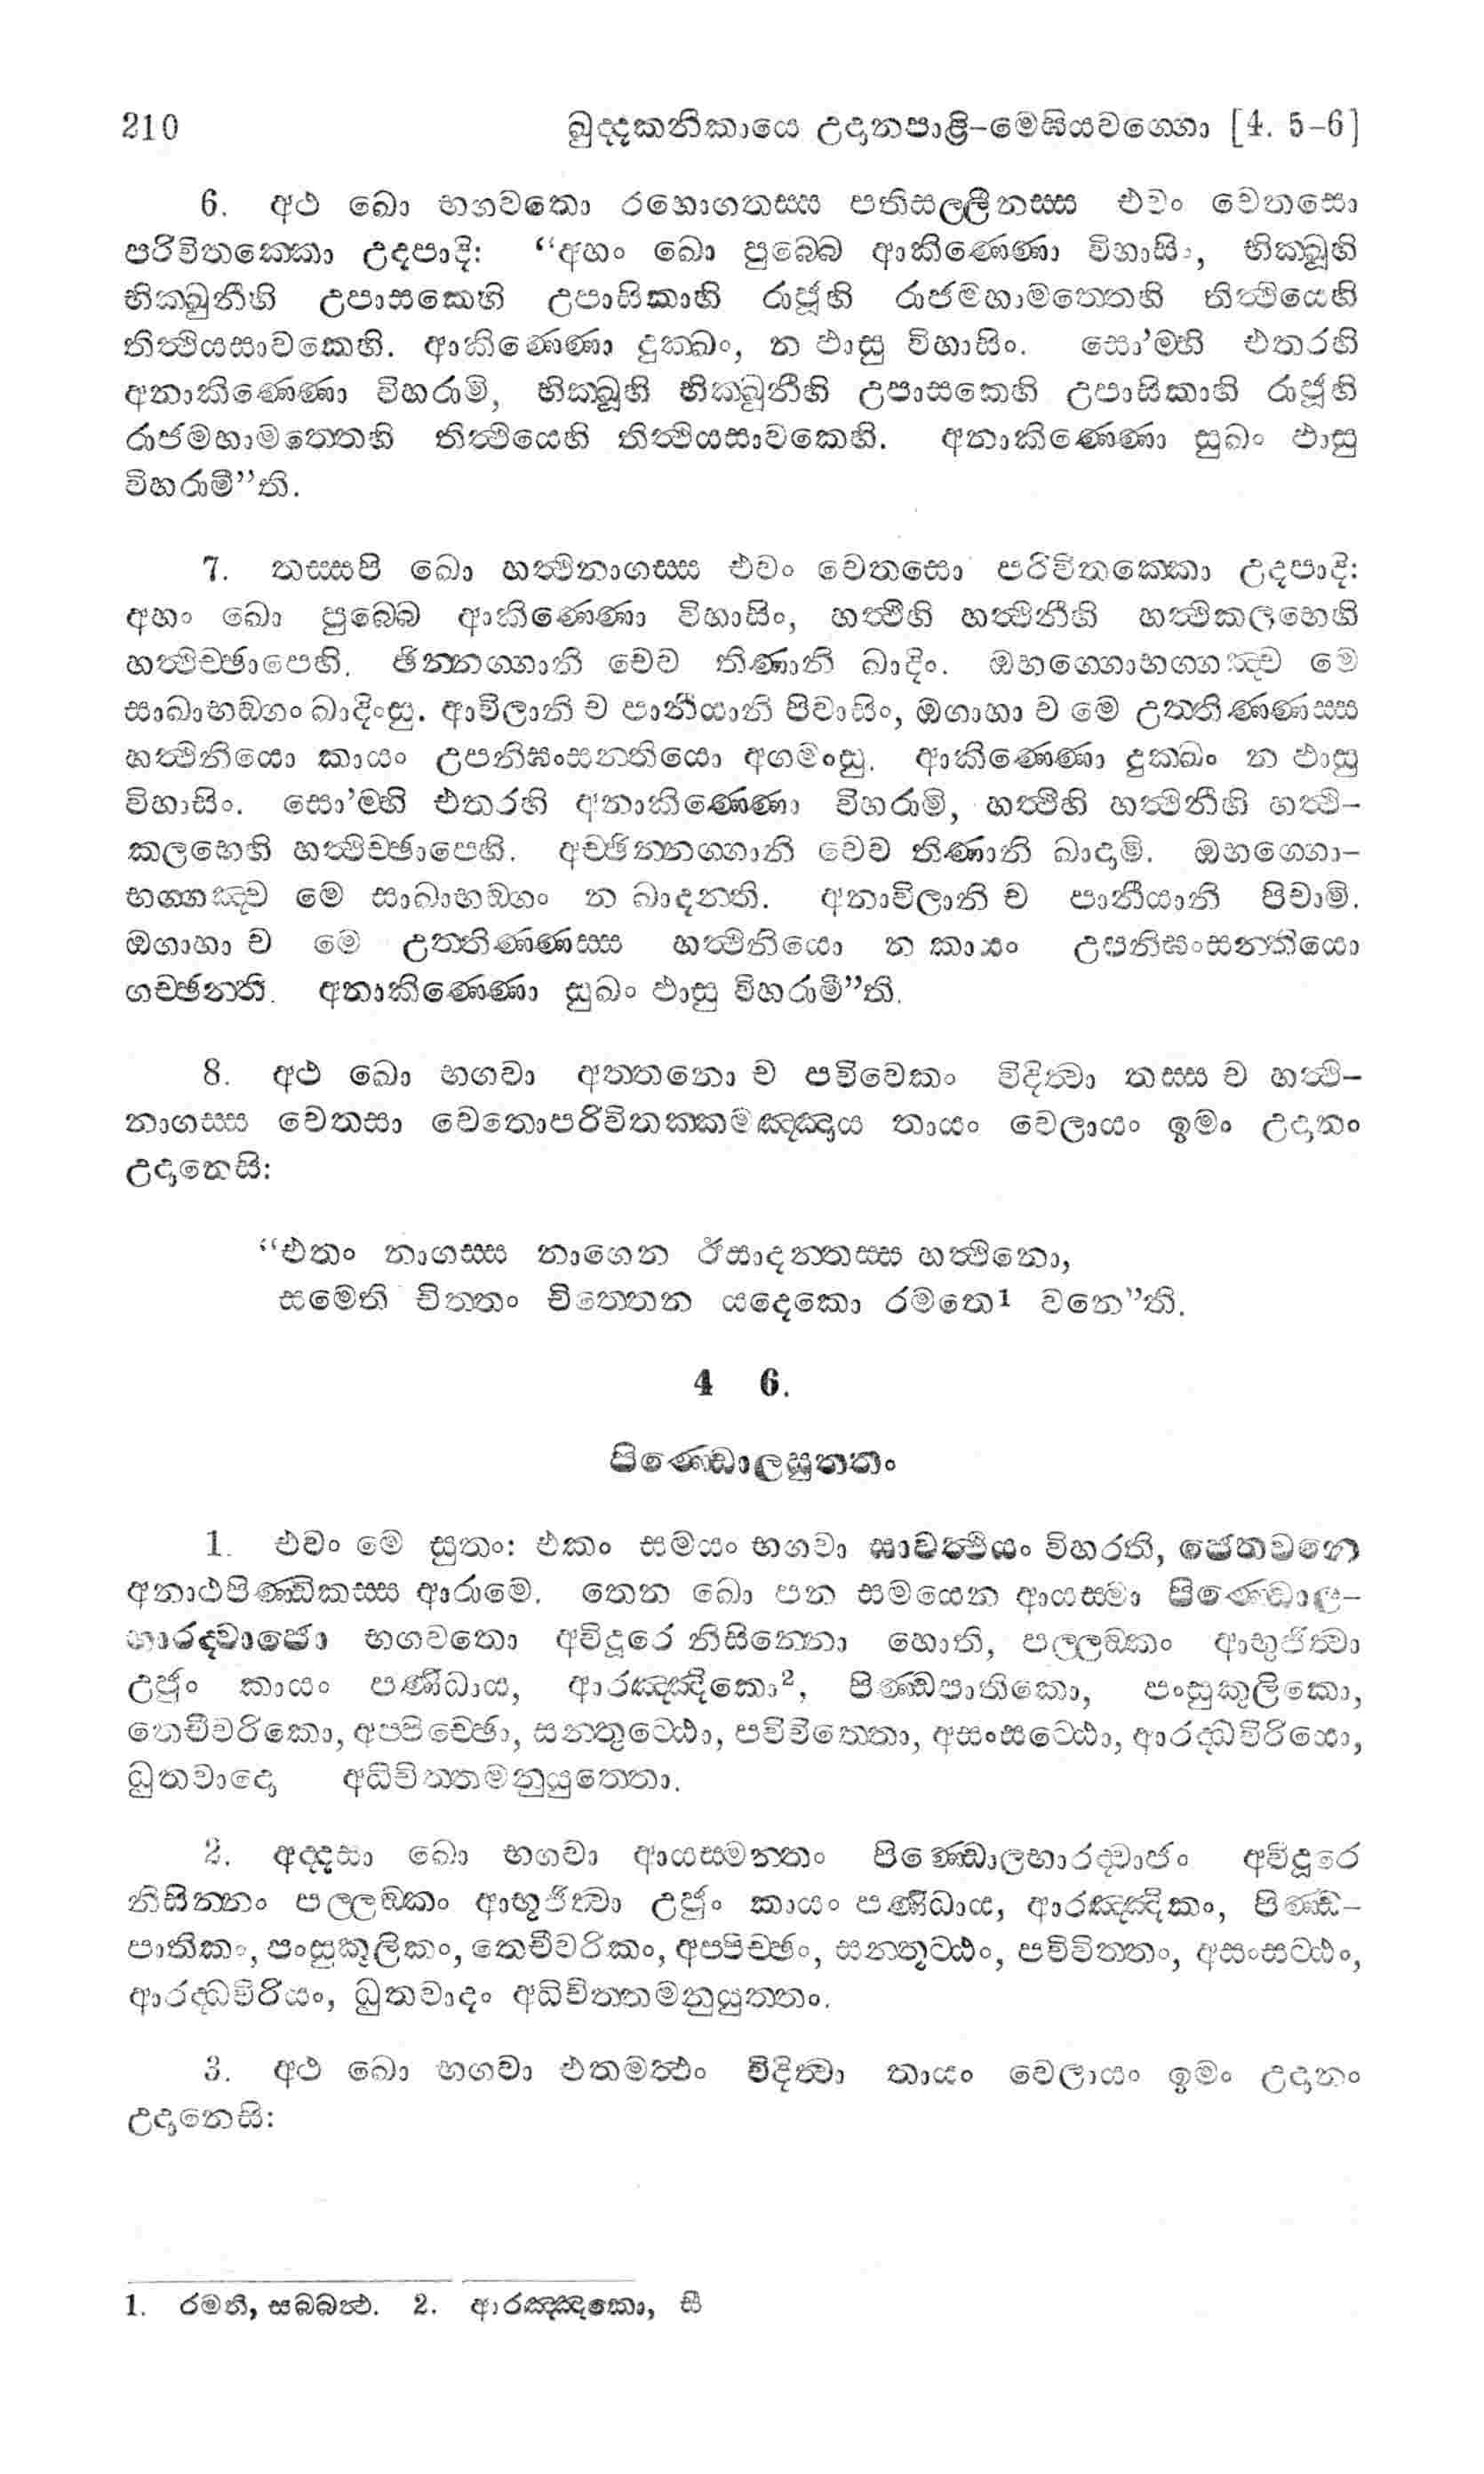 210 ඛුද්දකනිකායෙ උදානපාළි-මෙඝියවග්ගො [4. 5-6]
6. අථ ඛො භගවතො රහොගතස්ස පතිසල්ලීනස්ස එවං චෙතසො
පරිවිතක්කො උදපාදි: “අහං ඛො පුබ්බෙ ආකිණ්ණො විහාසිං, භික්ඛූහි
භික්ඛුනීහි උපාසකෙහි උපාසිකාහි රාජූහි රාජමහාමත්තෙහි තිත්ථියෙහි
තිත්ථියසාවකෙහි. ආකිණ්ණො දුක්ඛං, න ඵාසු විහාසිං. සො’ම්හි එතරහි
අනාකිණ්ණො විහරාමි, භික්ඛූහි භික්ඛුනීහි උපාසකෙහි උපාසිකාහි රාජූහි
රාජමහාමත්තෙහි තිත්ථියෙහි තිත්ථියසාවකෙහි. අනාකිණ්ණො සුඛං ඵාසු
විහරාමී”ති.
7. තස්සපි ඛො හත්ථිනාගස්ස එවං චෙතසො පරිවිතක්කො උදපාදි:
අහං ඛො පුබ්බෙ ආකිණ්ණො විහාසිං, හත්ථීහි හත්ථිනීහි හත්ථිකලභෙහි
හත්ථිච්ඡාපෙහි. ඡින්නග්ගානි චෙව තිණානි ඛාදිං. ඔභග්ගොභග්ගඤ්ච මෙ
සාඛාභඞ්ගං ඛාදිංසු. ආවිලානි ච පානීයානි පිවාසිං, ඔගාහා ච මෙ උත්තිණ්ණස්ස
හත්ථිනියො කායං උපනිඝංසන්තියො අගමංසු. ආකිණ්ණො දුක්ඛං න ඵාසු
විහාසිං. සො’ම්හි එතරහි අනාකිණ්ණො විහරාමි, හත්ථීහි හත්ථිනීහි හත්ථි-
කලභෙහි හත්ථිච්ඡාපෙහි. අච්ඡින්නග්ගානි චෙව තිණානි ඛාදාමි. ඔභග්ගො-
භග්ගඤ්ච මෙ සාඛාභඞ්ගං න ඛාදන්ති. අනාවිලානි ච පානීයානි පිවාමි.
ඔගාහා ච මෙ උත්තිණ්ණස්ස හත්ථිනියො න කායං උපනිඝංසන්තියො
ගච්ඡන්ති. අනාකිණ්ණො සුඛං ඵාසු විහරාමී”ති.
8. අථ ඛො භගවා අත්තනො ච පවිවෙකං විදිත්වා තස්ස ච හත්ථි-
නාගස්ස චෙතසා චෙතොපරිවිතක්කමඤ්ඤාය තායං වෙලායං ඉමං උදානං
උදානෙසි:
“එතං නාගස්ස නාගෙන ඊසාදන්තස්ස හත්ථිනො,
සමෙති චිත්තං චිත්තෙන යදෙකො රමතෙ1 වනෙ”ති.
4 6.
පිණ්ඩොලසුත්තං
1. එවං මෙ සුතං: එකං සමයං භගවා සාවත්ථියං විහරති, ජෙතවනෙ
අනාථපිණ්ඩිකස්ස ආරාමෙ. තෙන ඛො පන සමයෙන ආයස්මා පිණ්ඩොල-
භාරද්වාජො භගවතො අවිදූරෙ නිසින්නො හොති, පල්ලඞ්කං ආභුජිත්වා
උජුං කායං පණිධාය, ආරඤ්ඤිකො2, පිණ්ඩපාතිකො, පංසුකූලිකො,
තෙචීවරිකො, අප්පිච්ඡො, සන්තුට්ඨො, පවිවිත්තො, අසංසට්ඨො, ආරද්ධවිරියො,
ධුතවාදො අධිචිත්තමනුයුත්තො.
2. අද්දසා ඛො භගවා ආයස්මන්තං පිණ්ඩොලභාරද්වාජං අවිදූරෙ
නිසින්නං පල්ලඞ්කං ආභූජිත්වා උජුං කායං පණිධාය, ආරඤ්ඤිකං, පිණ්ඩ-
පාතිකං, පංසුකූලිකං, තෙචීවරිකං, අප්පිච්ඡං, සන්තුට්ඨං, පවිවිත්තං, අසංසට්ඨං,
ආරද්ධවිරියං, ධුතවාදං අධිචිත්තමනුයුත්තං.
3. අථ ඛො භගවා එතමත්ථං විදිත්වා තායං වෙලායං ඉමං උදානං
උදානෙසි:
1. රමති, සබ්බත්ථ. 2. ආරඤ්ඤකො, සී